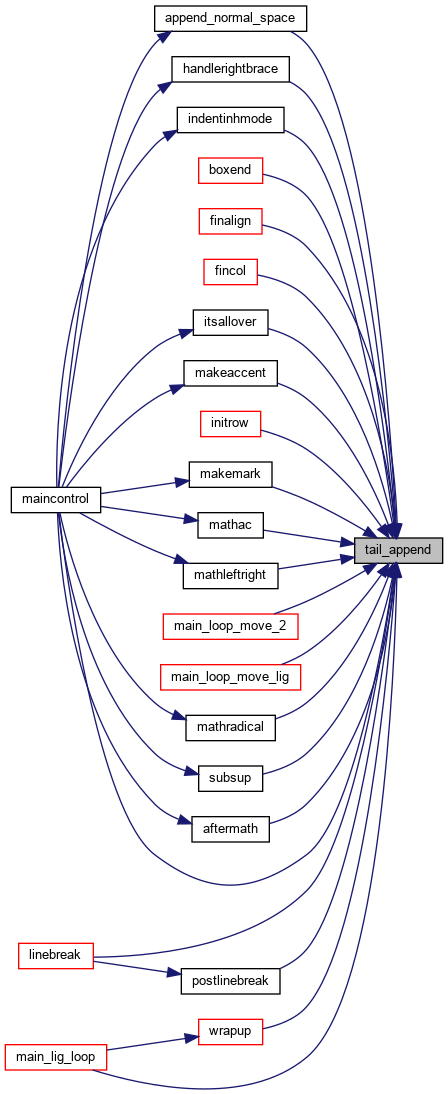 append_normal_space
handlerightbrace
indentinhmode
boxend
finalign
fincol
itsallover
makeaccent
initrow
makemark
maincontrol
mathac
tail_append
mathleftright
main_loop_move_2
main_loop_move_lig
mathradical
subsup
aftermath
linebreak
postlinebreak
wrapup
main_lig_loop